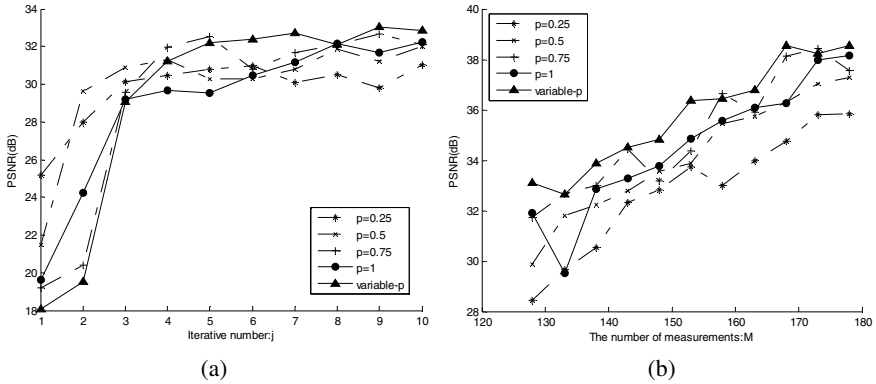 34
32
30
28
26
24
22
20
18
PSNR(dB)
1 2 3 4 5 6 7 8 9 10
Iterative number:j
p=0.25
p=0.5
p=0.75
p=1
variable-p
(a)
40
38
36
34
32
30
28
PSNR(dB)
120 130 140 150 160 170 180
The number of measurements:M
p=0.25
p=0.5
p=0.75
p=1
variable-p
(b)